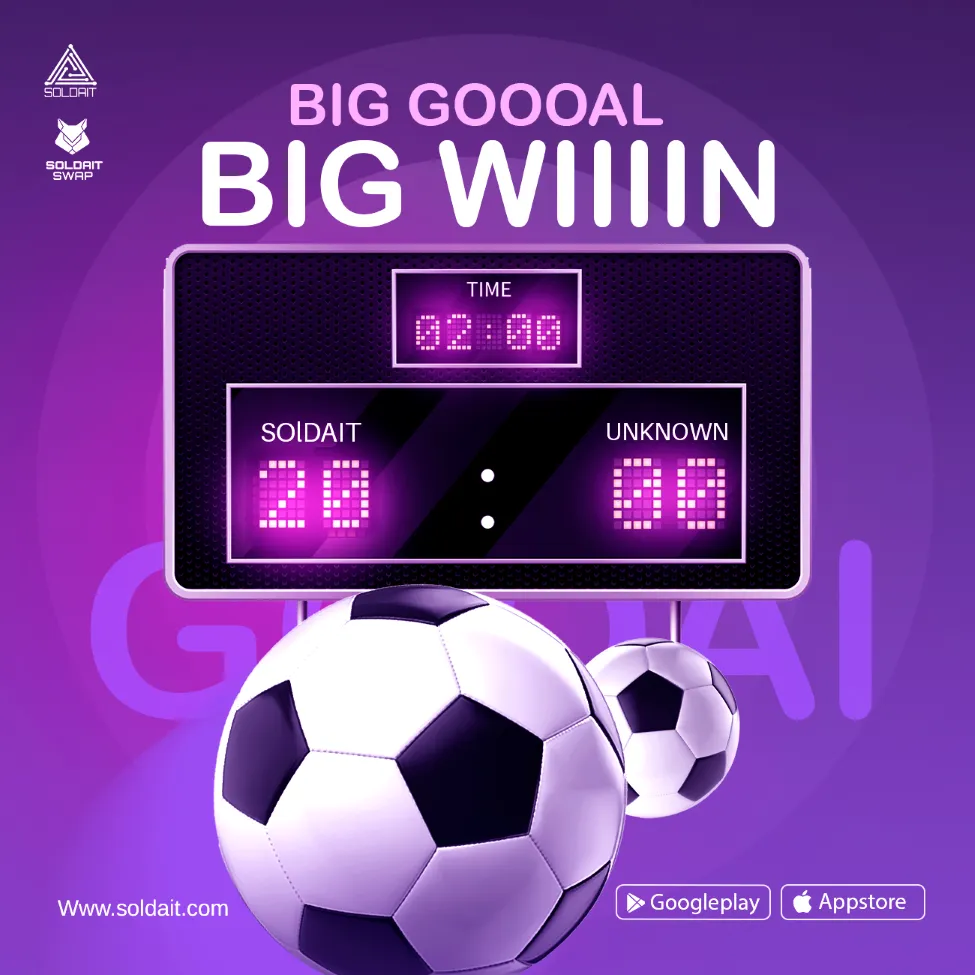 SOLDAIT
BIG GOOOAL
BIG WIIIIN
SOLDAIT
SWAP
TIME
02:00
SOlDAIT
UNKNOWN
20 : 00
Www.soldait.com
Googleplay
Appstore